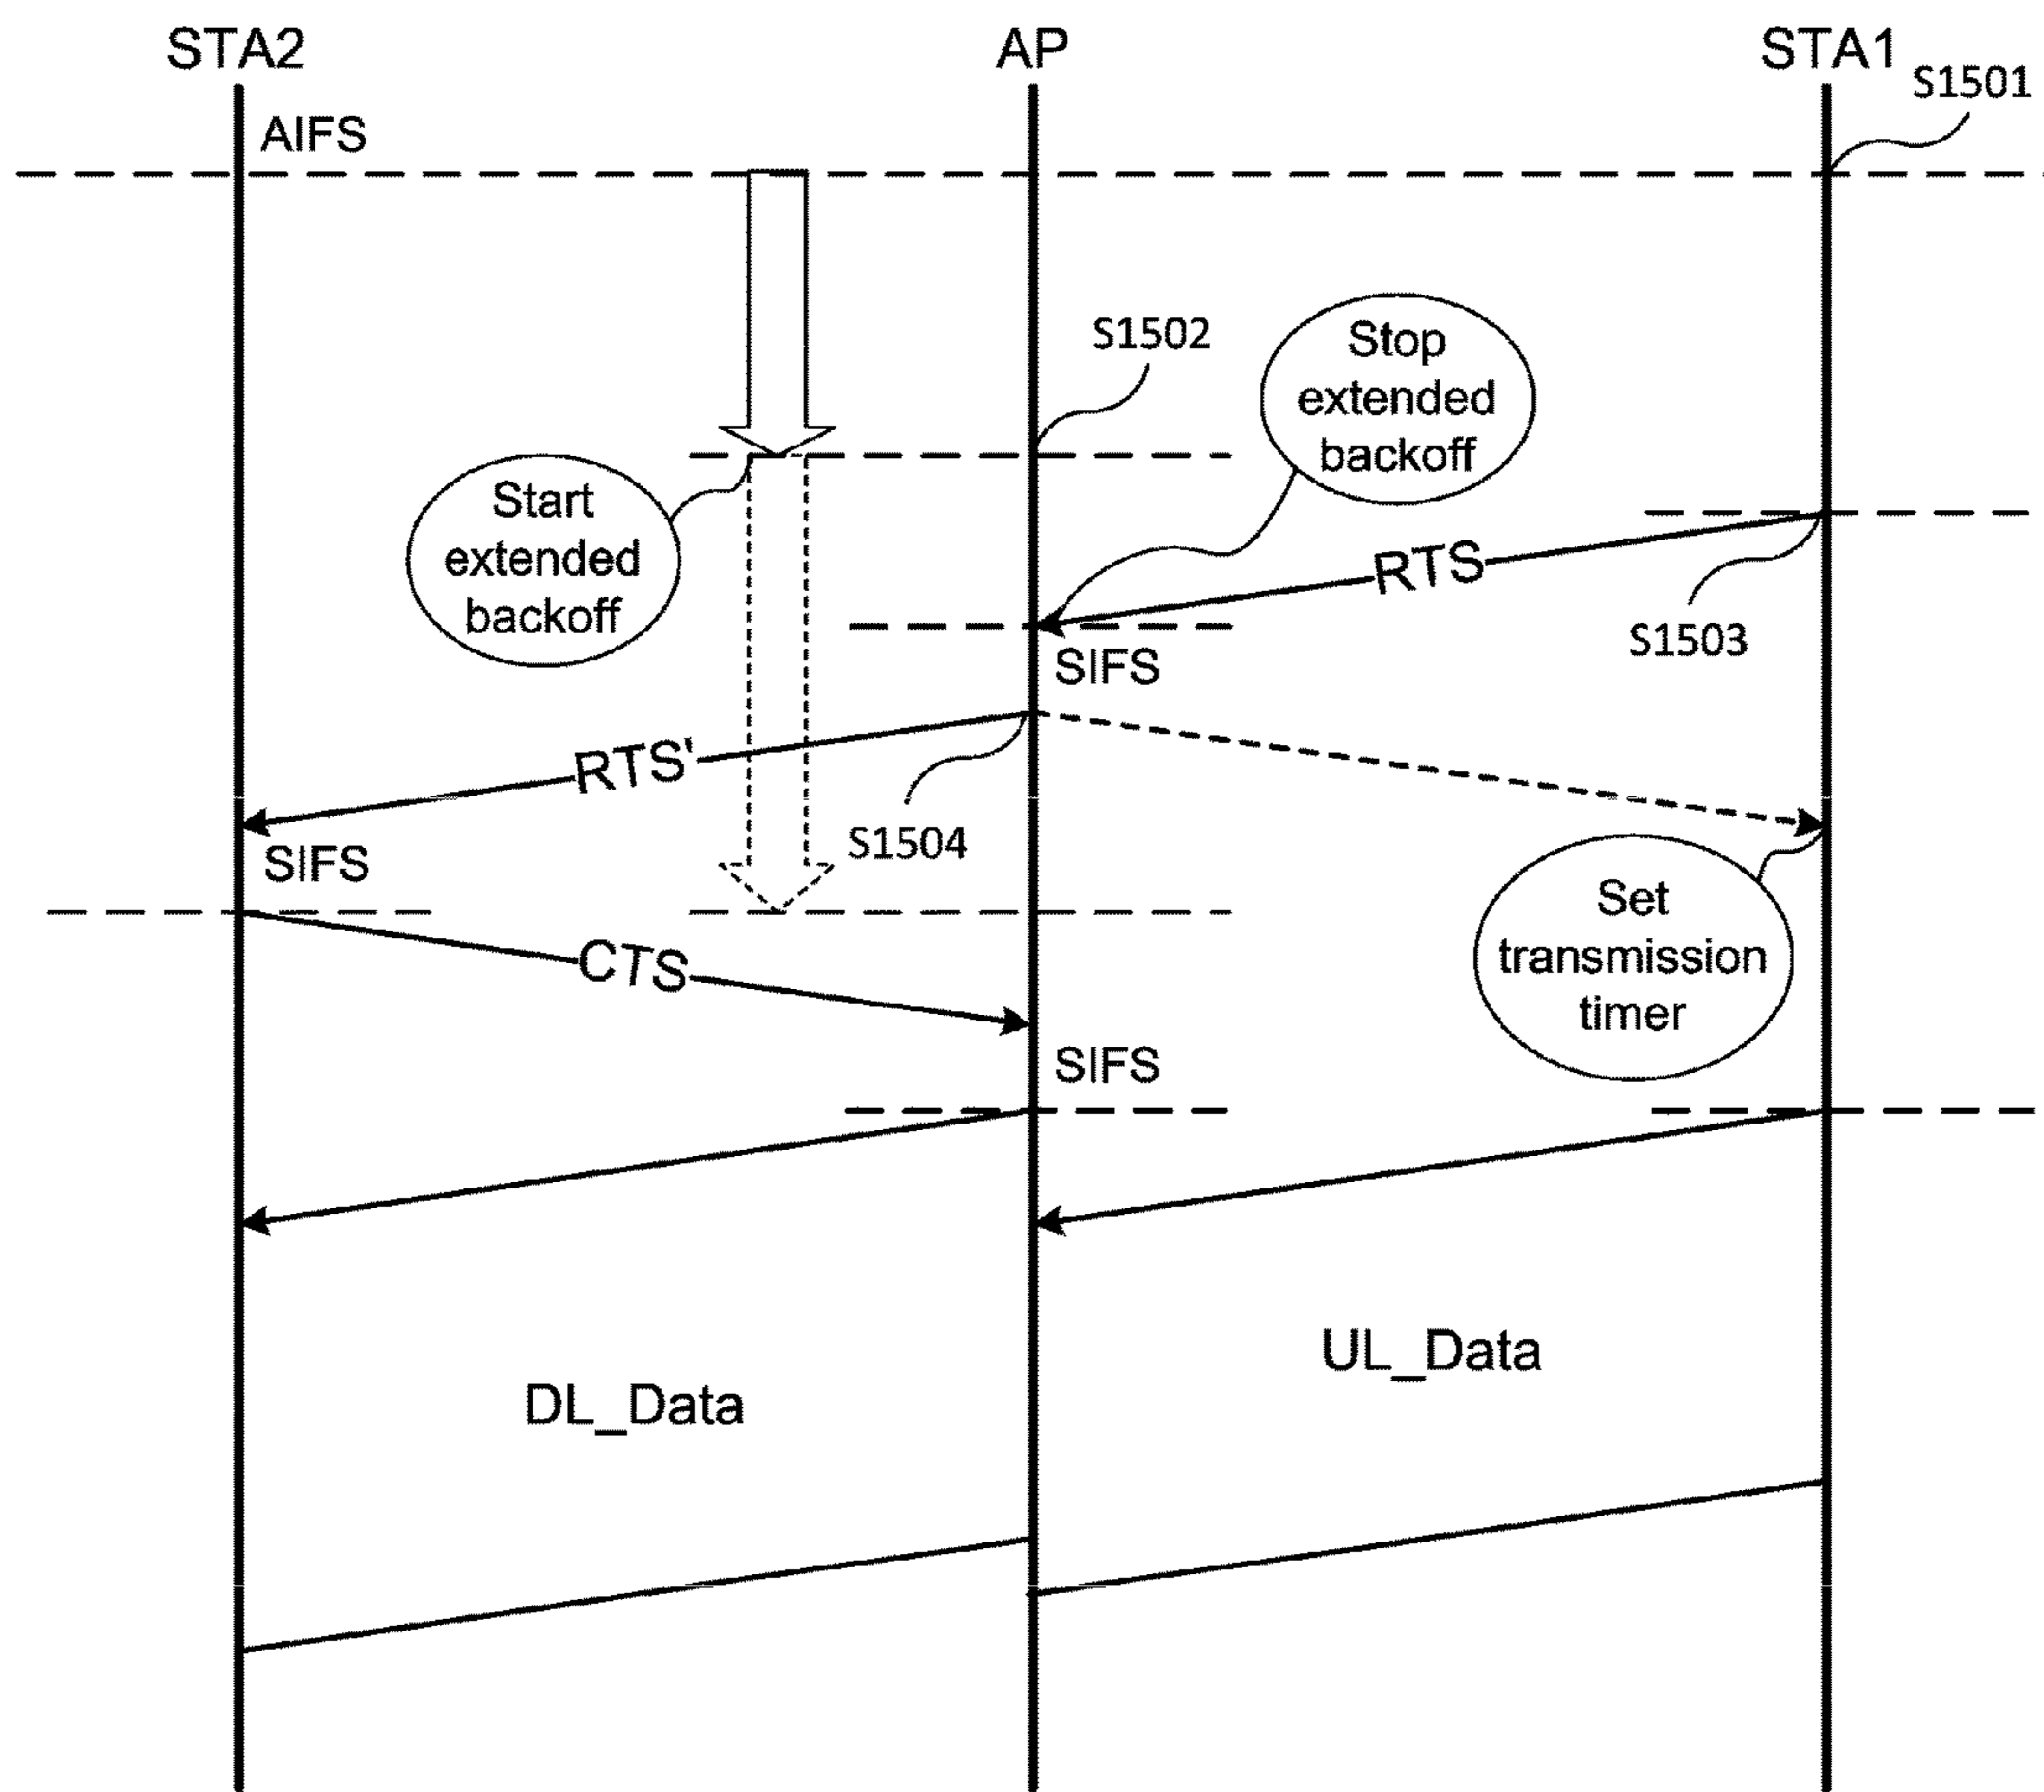 STA2
AP
STA1
S1501
AIFS
S1502
Stop
extended
backoff
Start
extended
backoff
RTS
S1503
SIFS
RTS'
S1504
SIFS
Set
transmission
timer
CTS
SIFS
UL_Data
DL_Data